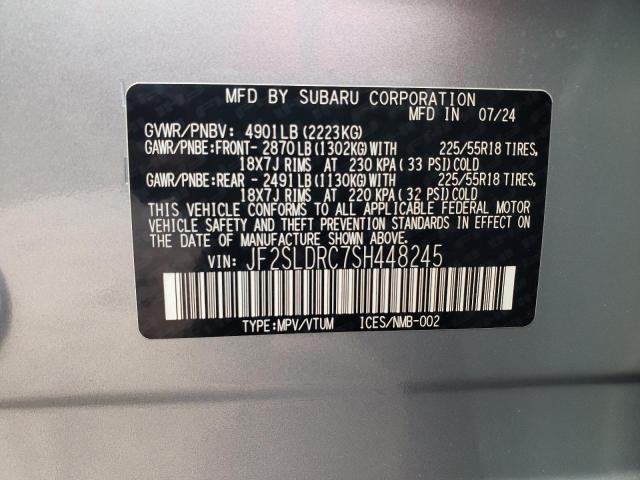 MFD BY SUBARU CORPORATION
MFD IN 07/24
GVWR/PNBV: 4901LB (2223KG)
GAWR/PNBE:FRONT- 2870LB (1302KG)WITH 225/55R18 TIRES,
18X7J RIMS AT 230 KPA (33 PSI)COLD
GAWR/PNBE:REAR - 2491LB (1130KG)WITH 225/55R18 TIRES,
18X7J RIMS AT 220 KPA (32 PSI)COLD
THIS VEHICLE CONFORMS TO ALL APPLICABLE FEDERAL MOTOR
VEHICLE SAFETY AND THEFT PREVENTION STANDARDS IN EFFECT ON
THE DATE OF MANUFACTURE SHOWN ABOVE.
VIN: JF2SLDRC7SH448245
TYPE:MPV/VTUM ICES/NMB-002